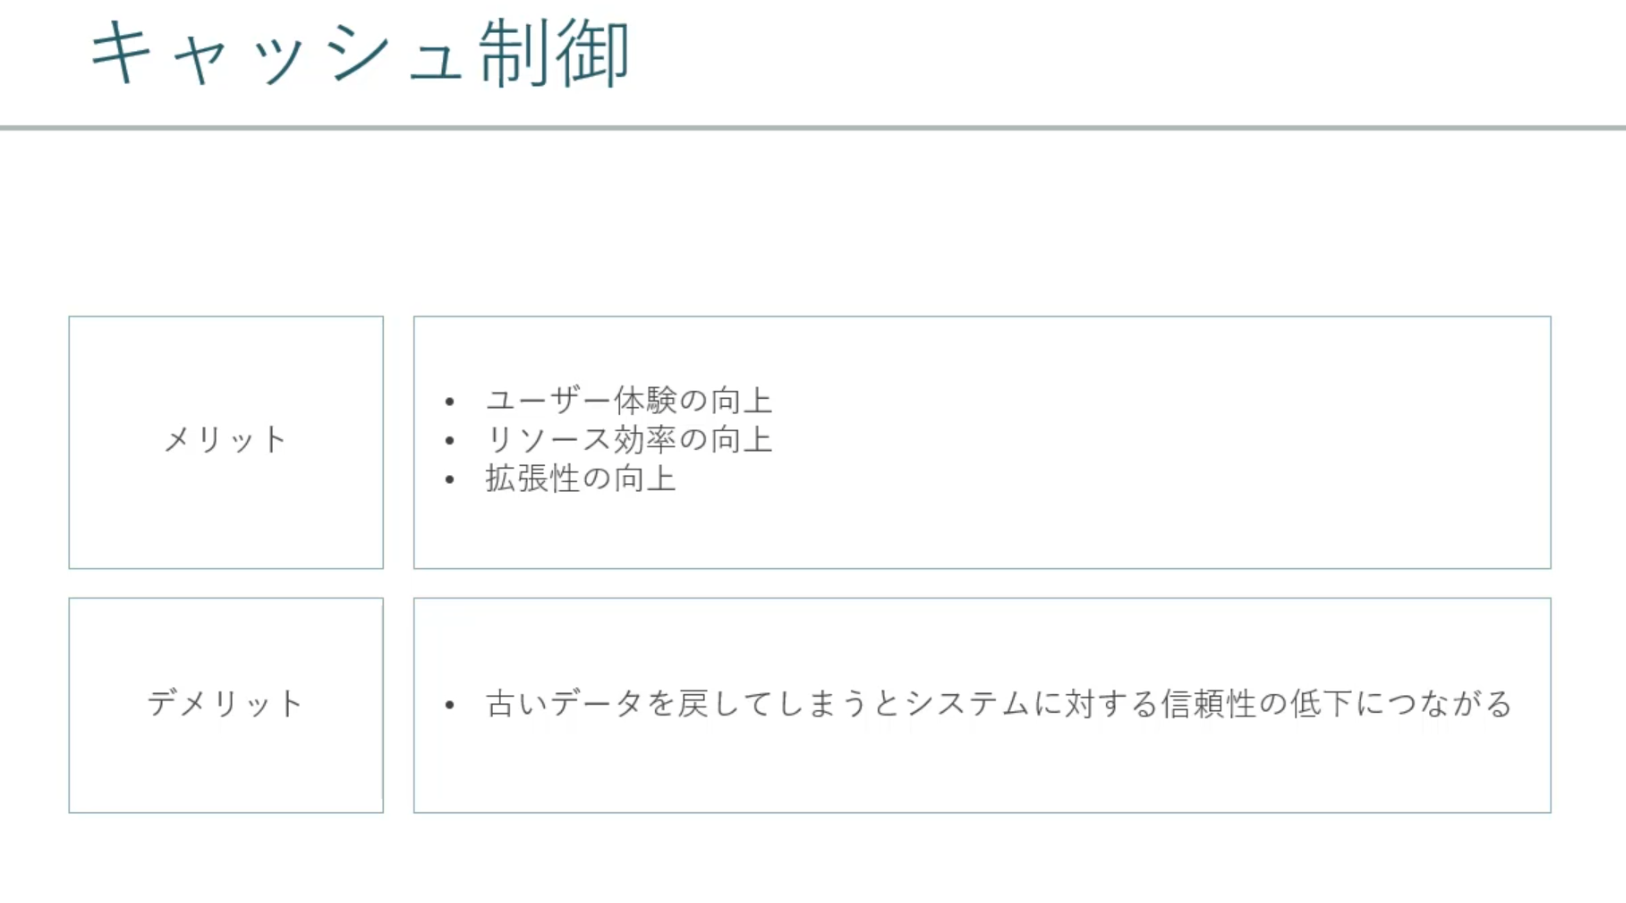 キャッシュ制御
メリット
• ユーザー体験の向上
• リソース効率の向上
• 拡張性の向上
デメリット
• 古いデータを戻してしまうとシステムに対する信頼性の低下につながる